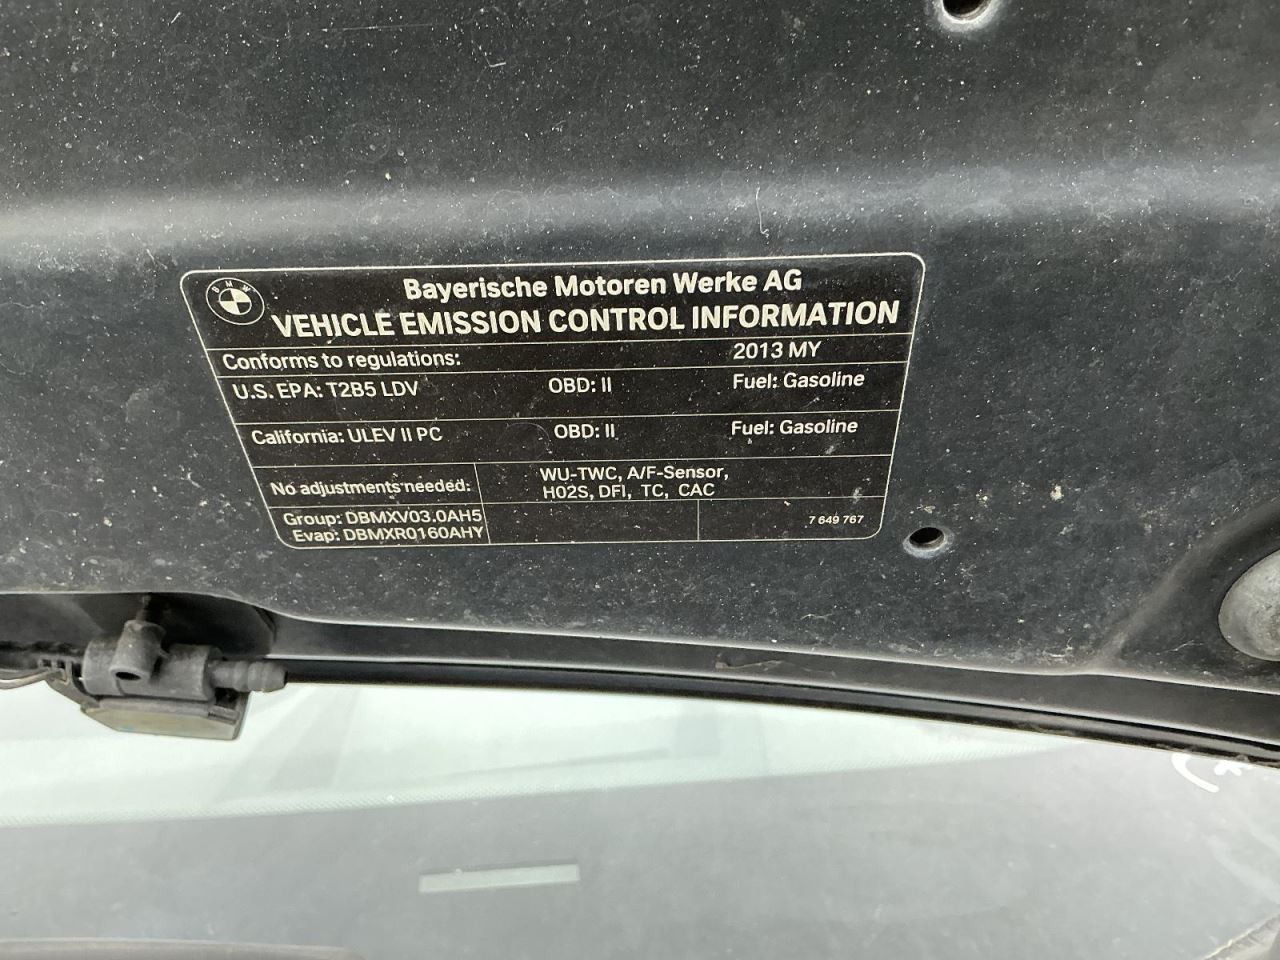 BMW
Bayerische Motoren Werke AG
VEHICLE EMISSION CONTROL INFORMATION
Conforms to regulations: 2013 MY
U.S. EPA: T2B5 LDV OBD: II Fuel: Gasoline
California: ULEV II PC OBD: II Fuel: Gasoline
No adjustments needed: WU-TWC, A/F-Sensor,
H02S, DFI, TC, CAC
Group: DBMXV03.0AH5
Evap: DBMXR0160AHY
7 649 767